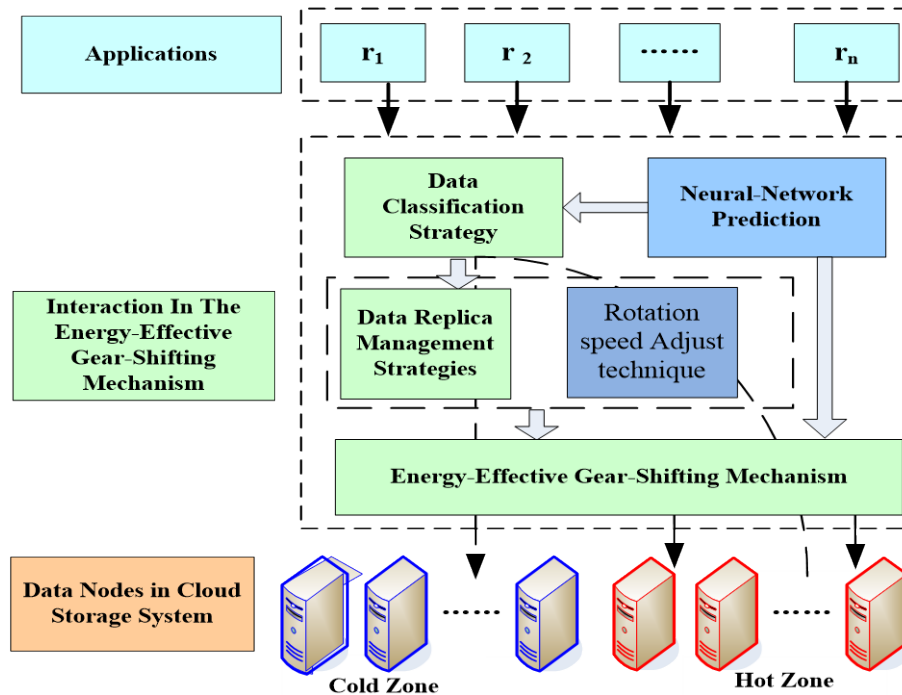 Applications
r1
r 2
······
rn
Data
Classification
Strategy
Neural-Network
Prediction
Interaction In The
Energy-Effective
Gear-Shifting
Mechanism
Data Replica
Management
Strategies
Rotation
speed Adjust
technique
Energy-Effective Gear-Shifting Mechanism
Data Nodes in Cloud
Storage System
······
······
Cold Zone
Hot Zone